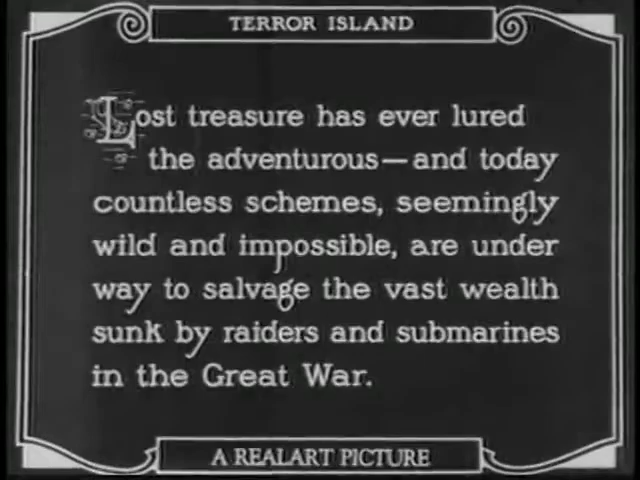 TERROR ISLAND
Lost treasure has ever lured
the adventurous—and today
countless schemes, seemingly
wild and impossible, are under
way to salvage the vast wealth
sunk by raiders and submarines
in the Great War.
A REALART PICTURE